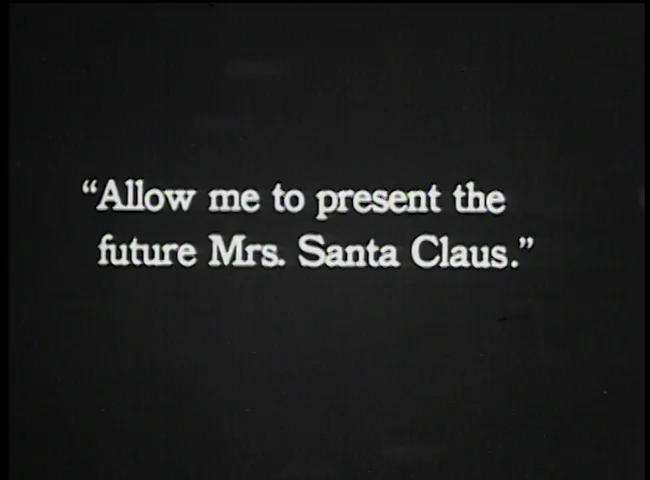 “Allow me to present the
future Mrs. Santa Claus.”